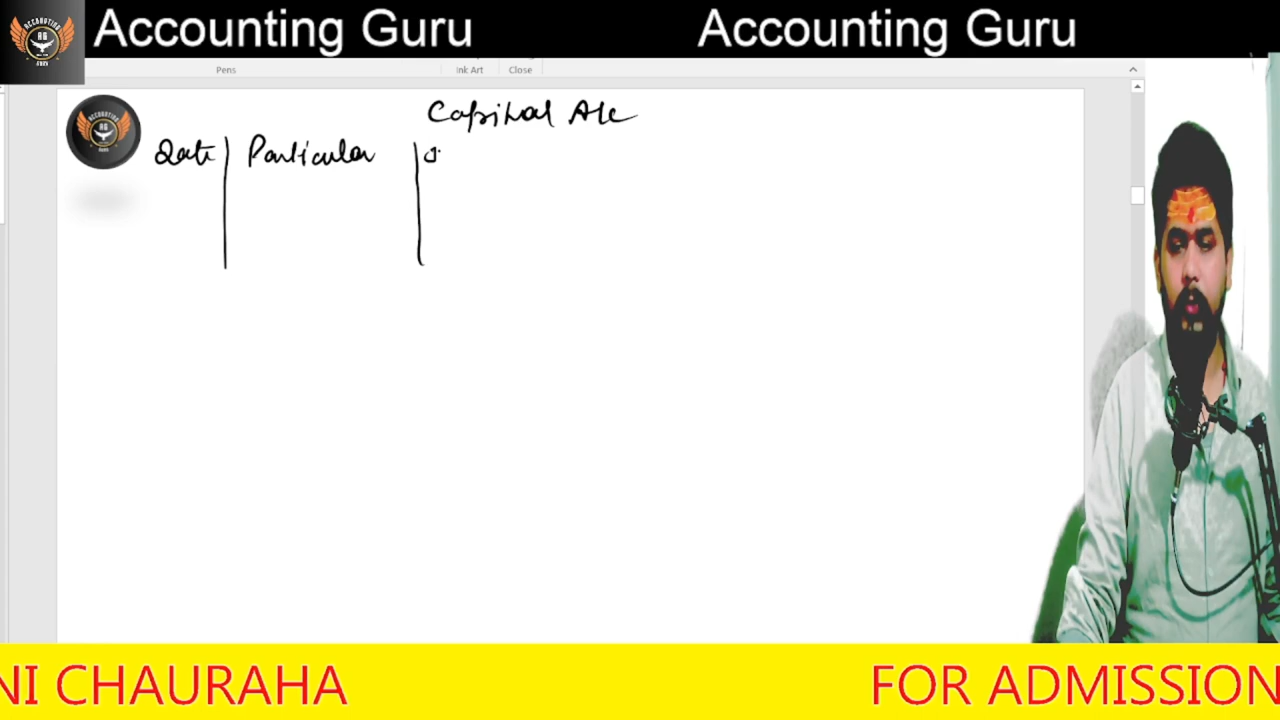 Accounting Guru Accounting Guru
Pens Ink Art Close
Capital A/c
Date Particular
NI CHAURAHA FOR ADMISSION